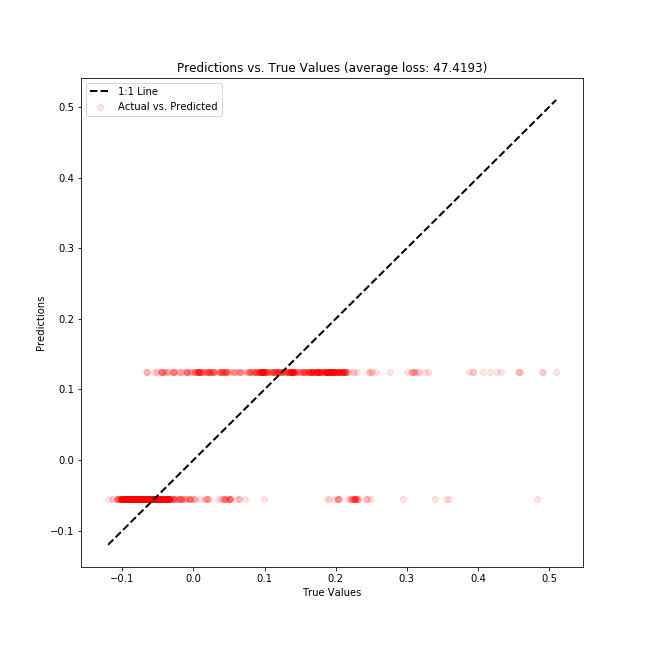 Predictions vs. True Values (average loss: 47.4193)
1:1 Line
Actual vs. Predicted
0.5
0.4
0.3
0.2
0.1
0.0
−0.1
Predictions
−0.1 0.0 0.1 0.2 0.3 0.4 0.5
True Values